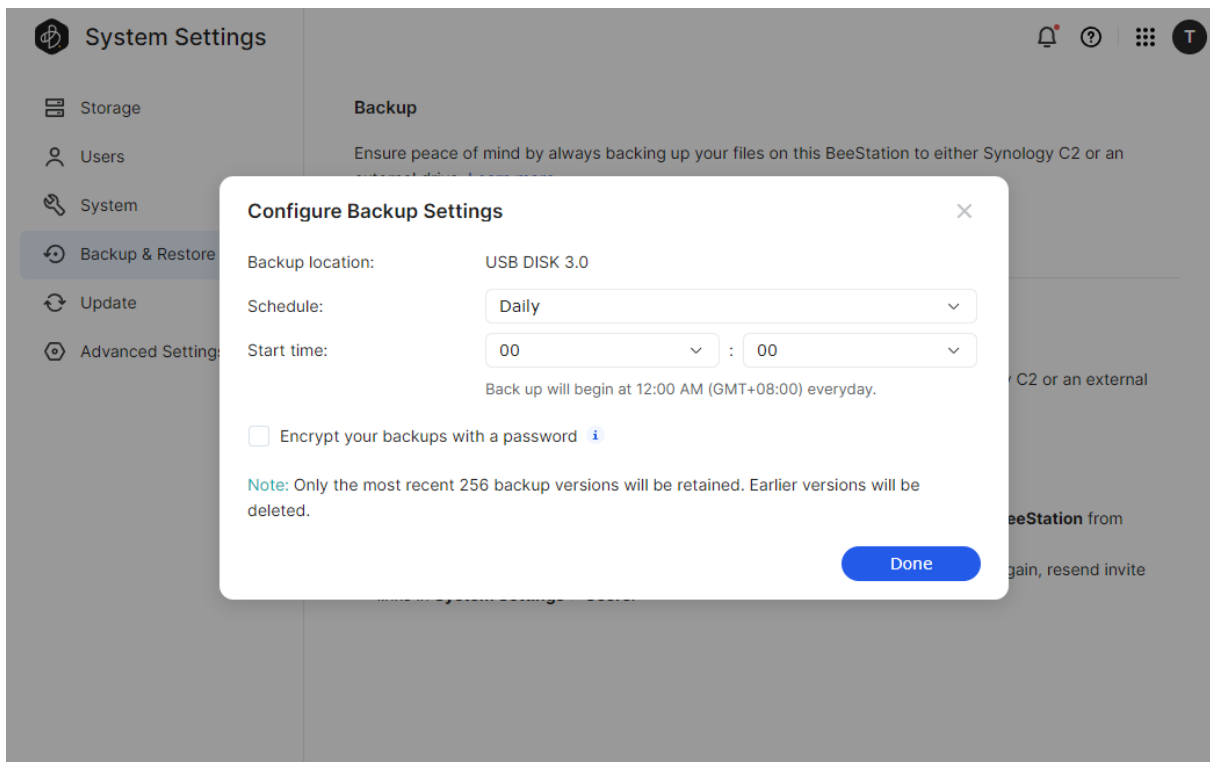 System Settings
T
Storage
Users
System
Backup & Restore
Update
Advanced Settings
Backup
Ensure peace of mind by always backing up your files on this BeeStation to either Synology C2 or an
Configure Backup Settings
Backup location: USB DISK 3.0
Schedule: Daily
Start time: 00 : 00
Back up will begin at 12:00 AM (GMT+08:00) everyday.
Encrypt your backups with a password i
Note: Only the most recent 256 backup versions will be retained. Earlier versions will be
deleted.
Done
C2 or an external
eeStation from
gain, resend invite